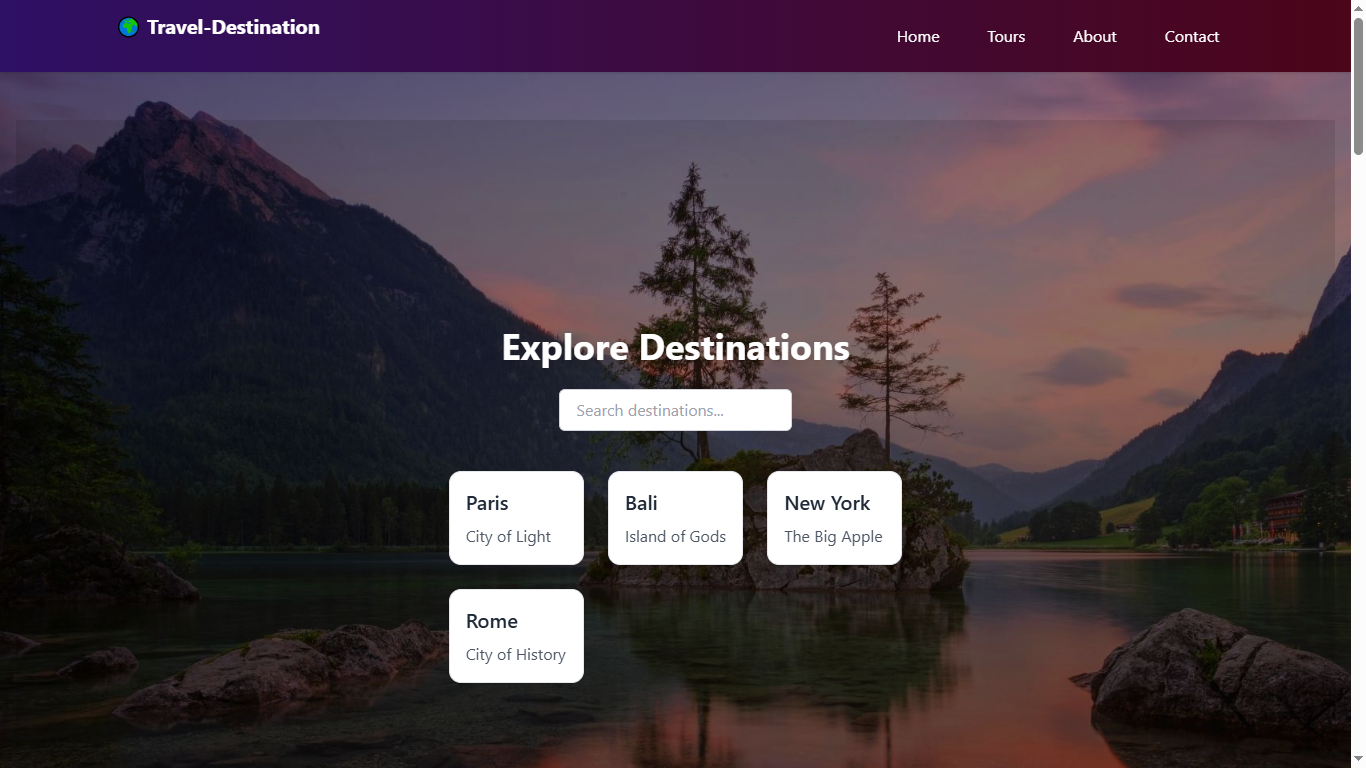 Travel-Destination
Home Tours About Contact
Explore Destinations
Search destinations...
Paris
City of Light
Bali
Island of Gods
New York
The Big Apple
Rome
City of History